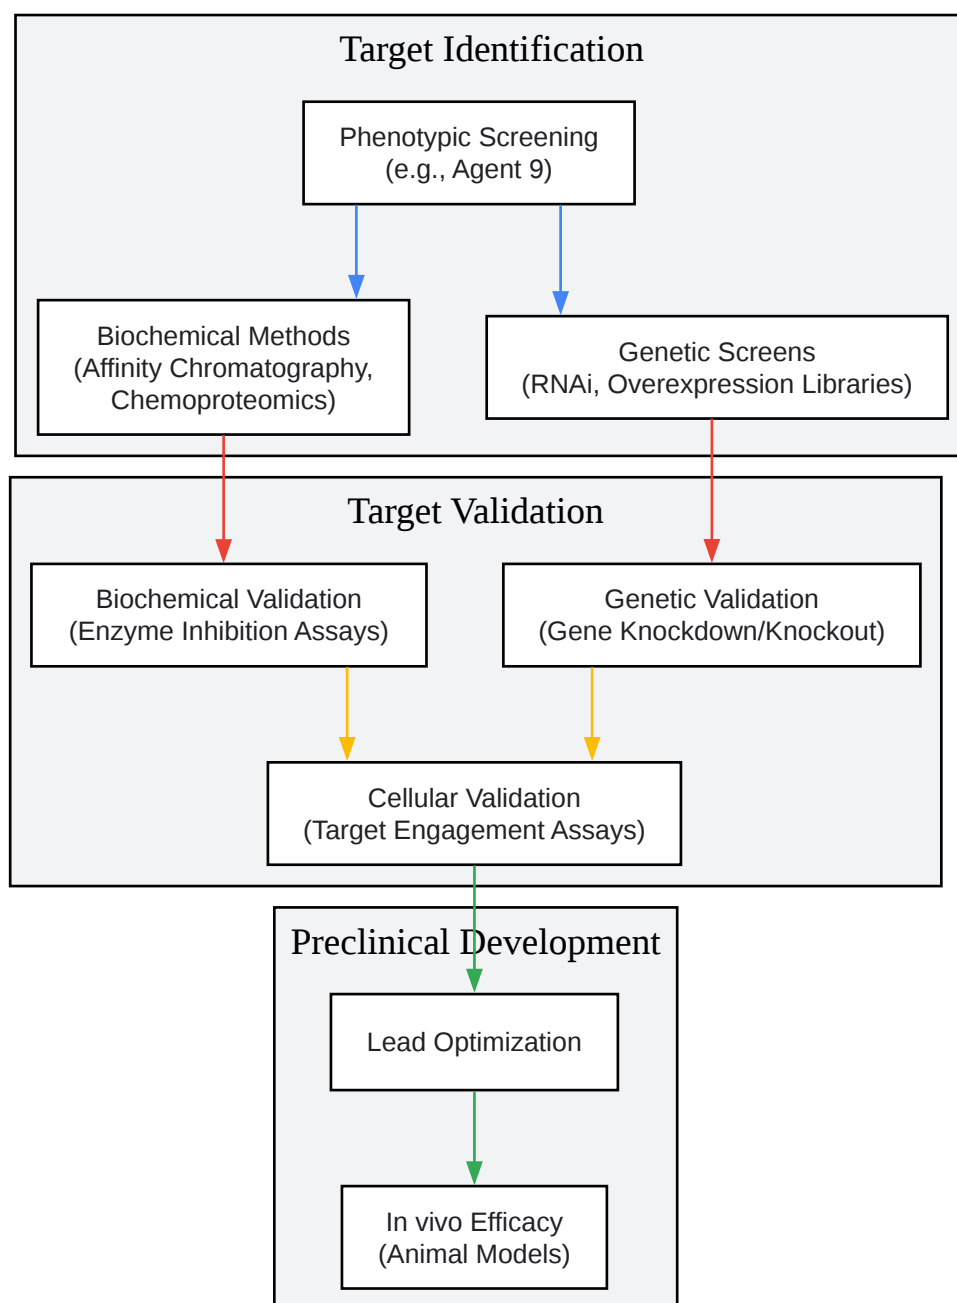 Target Identification
Phenotypic Screening
(e.g., Agent 9)
Biochemical Methods
(Affinity Chromatography,
Chemoproteomics)
Genetic Screens
(RNAi, Overexpression Libraries)
Target Validation
Biochemical Validation
(Enzyme Inhibition Assays)
Genetic Validation
(Gene Knockdown/Knockout)
Cellular Validation
(Target Engagement Assays)
Preclinical Development
Lead Optimization
In vivo Efficacy
(Animal Models)